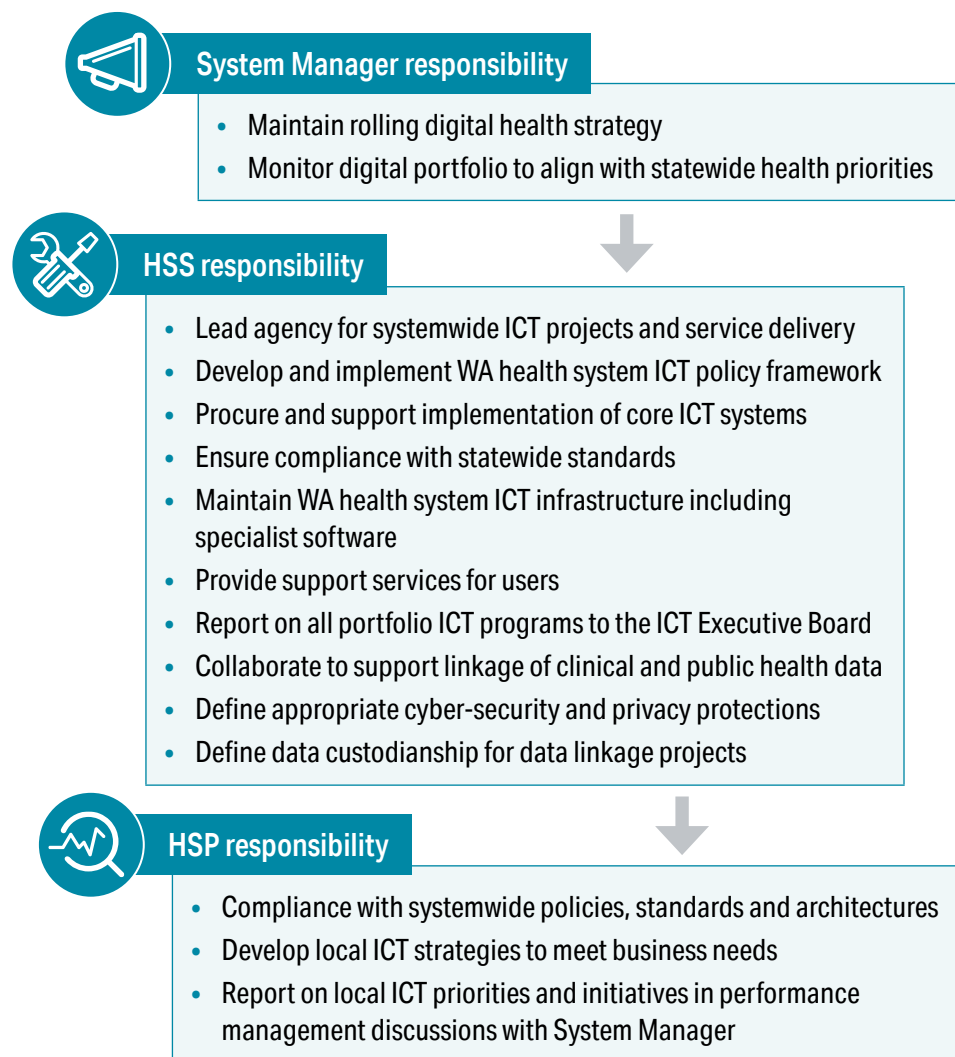 System Manager responsibility
• Maintain rolling digital health strategy
• Monitor digital portfolio to align with statewide health priorities
HSS responsibility
• Lead agency for systemwide ICT projects and service delivery
• Develop and implement WA health system ICT policy framework
• Procure and support implementation of core ICT systems
• Ensure compliance with statewide standards
• Maintain WA health system ICT infrastructure including
specialist software
• Provide support services for users
• Report on all portfolio ICT programs to the ICT Executive Board
• Collaborate to support linkage of clinical and public health data
• Define appropriate cyber-security and privacy protections
• Define data custodianship for data linkage projects
HSP responsibility
• Compliance with systemwide policies, standards and architectures
• Develop local ICT strategies to meet business needs
• Report on local ICT priorities and initiatives in performance
management discussions with System Manager